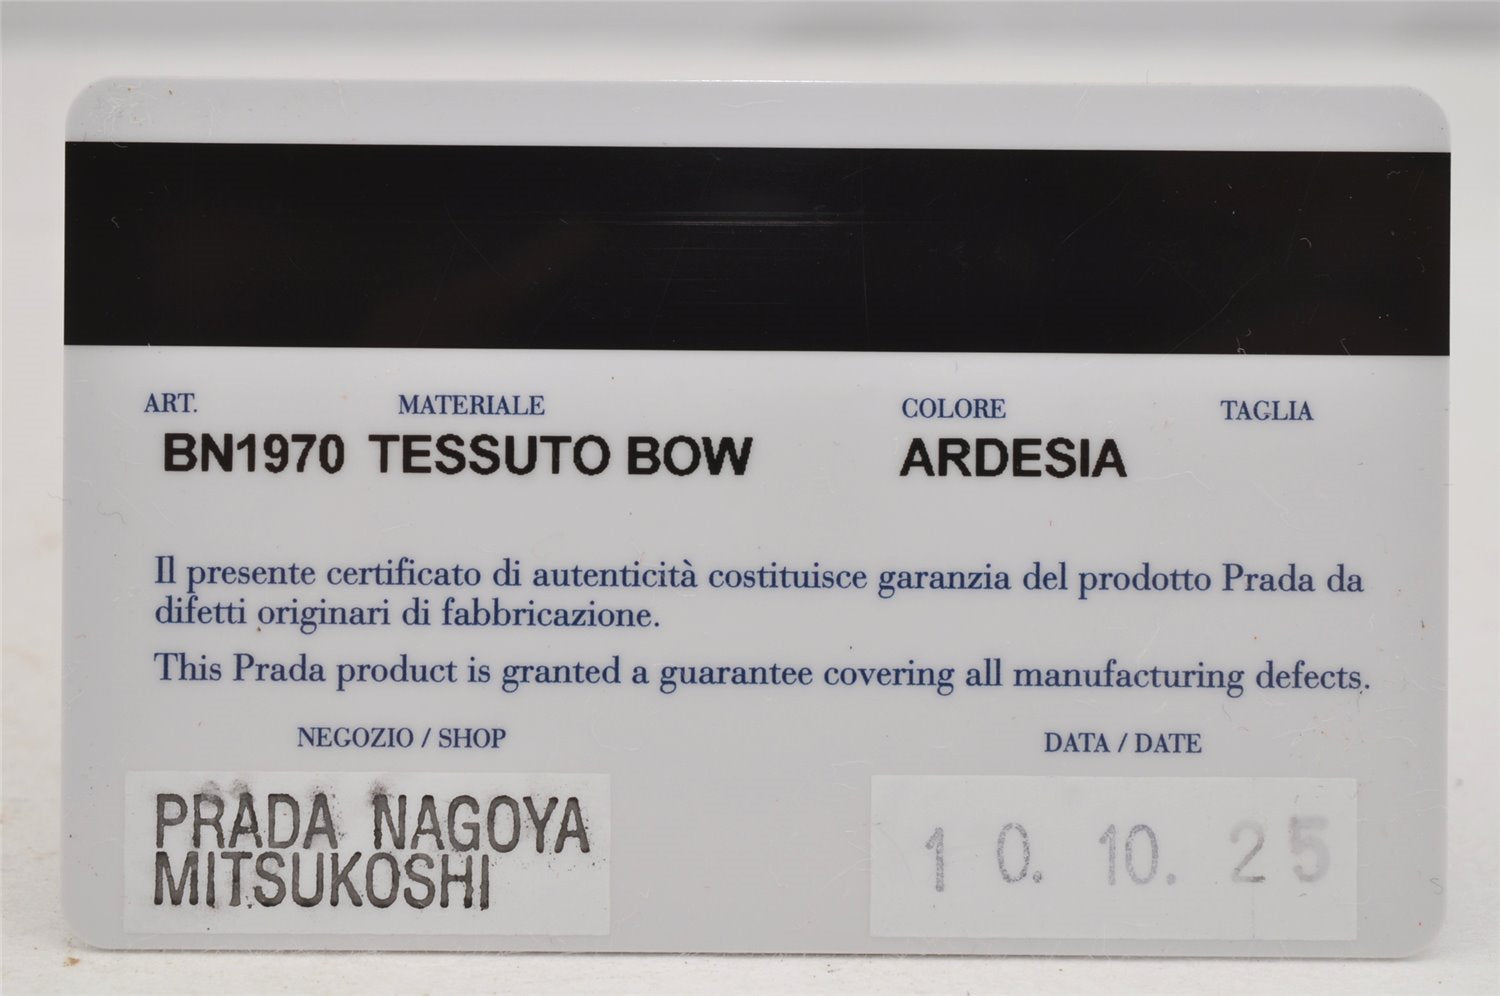 ART. MATERIALE COLORE TAGLIA
BN1970 TESSUTO BOW ARDESIA
Il presente certificato di autenticità costituisce garanzia del prodotto Prada da
difetti originari di fabbricazione.
This Prada product is granted a guarantee covering all manufacturing defects.
NEGOZIO / SHOP DATA / DATE
PRADA NAGOYA
MITSUKOSHI
10. 10. 25